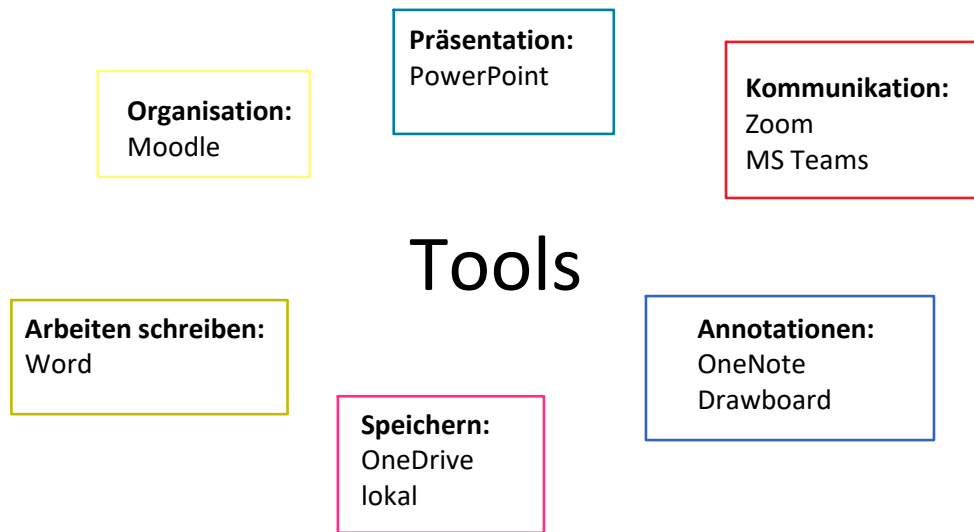 Präsentation:
PowerPoint
Organisation:
Moodle
Kommunikation:
Zoom
MS Teams
Tools
Arbeiten schreiben:
Word
Annotationen:
OneNote
Drawboard
Speichern:
OneDrive
lokal